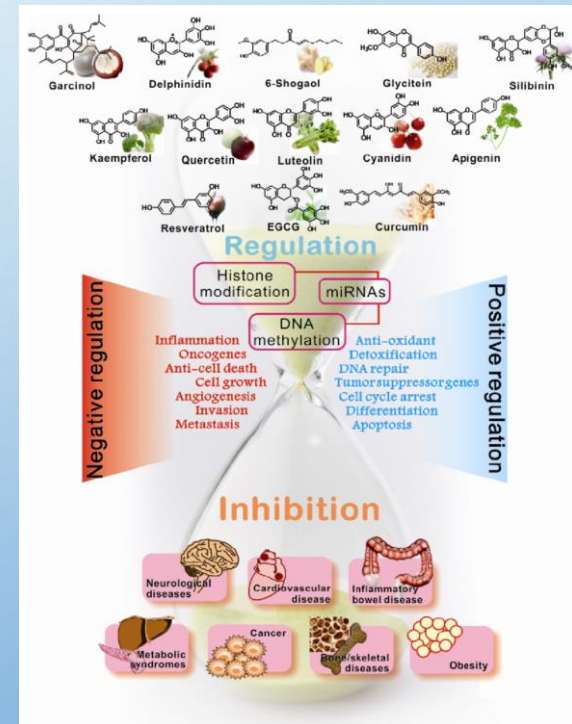 Garcinol
Delphinidin
6-Shogaol
Glycitein
Silibinin
Kaempferol
Quercetin
Luteolin
Cyanidin
Apigenin
Resveratrol
EGCG
Curcumin
Regulation
Histone
modification
miRNAs
DNA
methylation
Negative regulation
Inflammation
Oncogenes
Anti-cell death
Cell growth
Angiogenesis
Invasion
Metastasis
Anti-oxidant
Detoxification
DNA repair
Tumor suppressor genes
Cell cycle arrest
Differentiation
Apoptosis
Positive regulation
Inhibition
Neurological
diseases
Cardiovascular
disease
Inflammatory
bowel disease
Metabolic
syndromes
Cancer
Bone/skeletal
diseases
Obesity